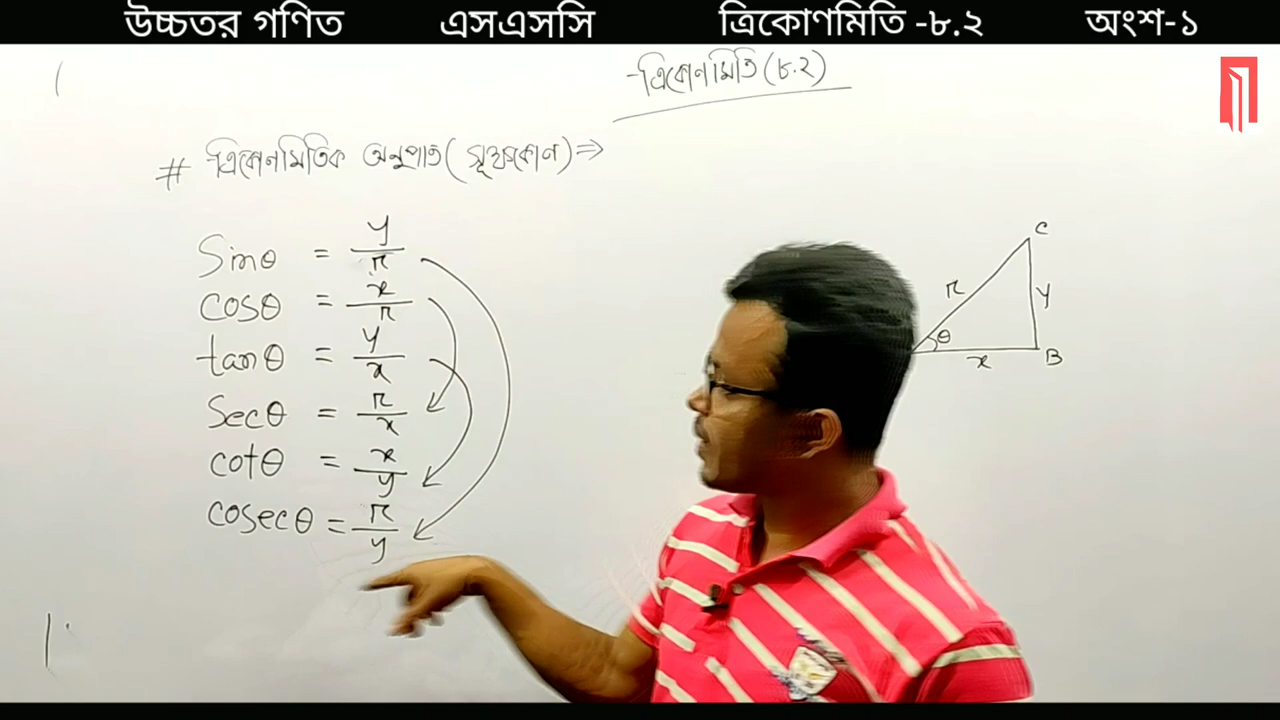 উচ্চতর গণিত এসএসসি ত্রিকোণমিতি -৮.২ অংশ-১
ত্রিকোণমিতি (৮.২)
# ত্রিকোনমিতিক অনুপাত ( সূক্ষ্মকোন) ⇒
Sinθ = y/r
cosθ = x/r
tanθ = y/x
Secθ = r/x
cotθ = x/y
cosecθ = r/y
C
r
y
θ
x
B